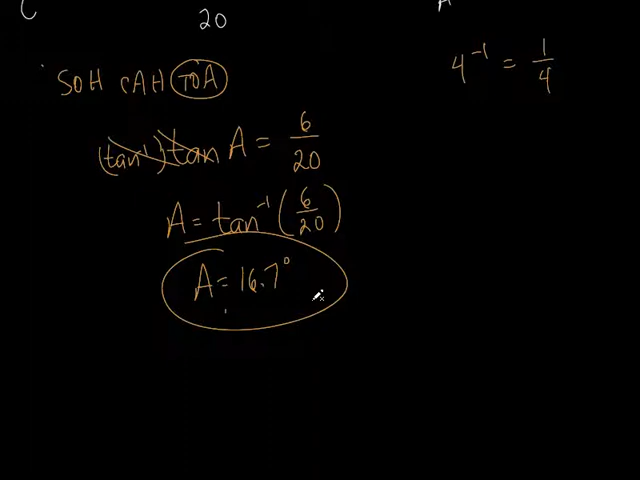 C
20
A
SOH CAH TOA
4⁻¹ = 1/4
(tan⁻¹) tan A = 6/20
A = tan⁻¹ (6/20)
A = 16.7°